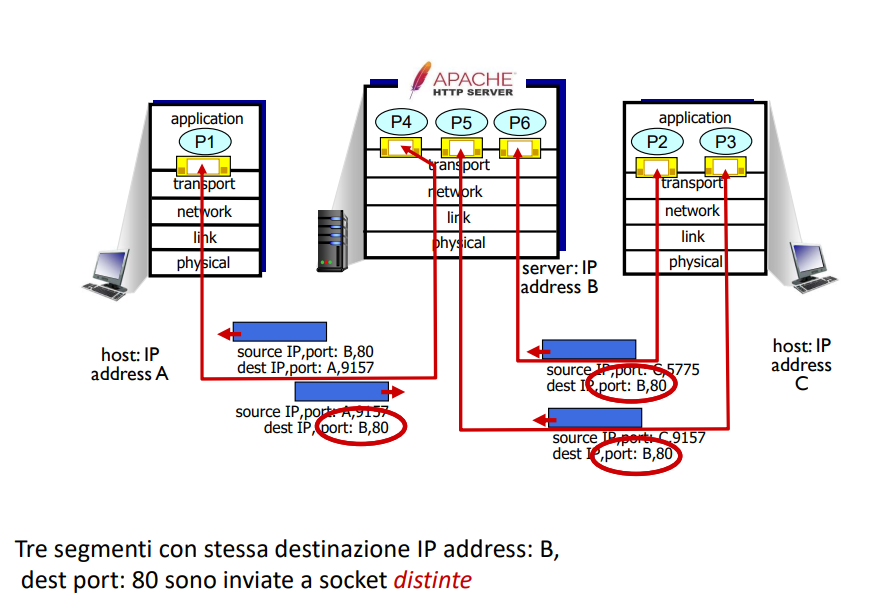 APACHE™
HTTP SERVER
application
P1
transport
network
link
physical
P4
P5
P6
transport
network
link
physical
application
P2
P3
transport
network
link
physical
server: IP
address B
host: IP
address A
source IP,port: B,80
dest IP,port: A,9157
source IP,port: A,9157
dest IP, port: B,80
source IP,port: C,5775
dest IP,port: B,80
source IP,port: C,9157
dest IP,port: B,80
host: IP
address
C
Tre segmenti con stessa destinazione IP address: B,
dest port: 80 sono inviate a socket distinte